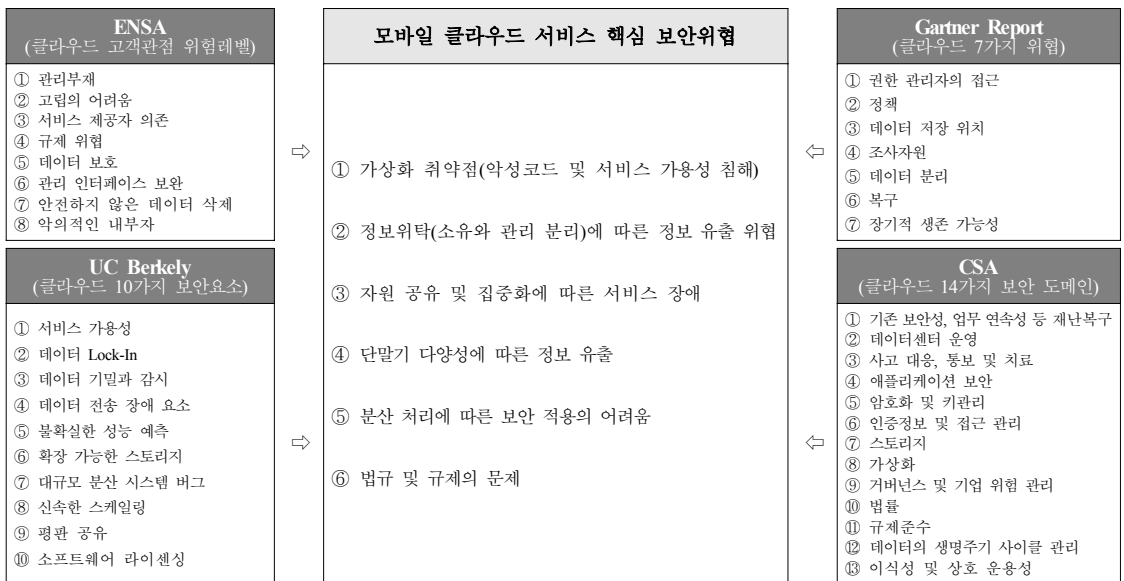 ENSA
(클라우드 고객관점 위험레벨)
① 관리부재
② 고립의 어려움
③ 서비스 제공자 의존
④ 규제 위협
⑤ 데이터 보호
⑥ 관리 인터페이스 보완
⑦ 안전하지 않은 데이터 삭제
⑧ 악의적인 내부자
UC Berkely
(클라우드 10가지 보안요소)
① 서비스 가용성
② 데이터 Lock-In
③ 데이터 기밀과 감시
④ 데이터 전송 장애 요소
⑤ 불확실한 성능 예측
⑥ 확장 가능한 스토리지
⑦ 대규모 분산 시스템 버그
⑧ 신속한 스케일링
⑨ 평판 공유
⑩ 소프트웨어 라이센싱
⇨
⇨
모바일 클라우드 서비스 핵심 보안위협
① 가상화 취약점(악성코드 및 서비스 가용성 침해)
② 정보위탁(소유와 관리 분리)에 따른 정보 유출 위협
③ 자원 공유 및 집중화에 따른 서비스 장애
④ 단말기 다양성에 따른 정보 유출
⑤ 분산 처리에 따른 보안 적용의 어려움
⑥ 법규 및 규제의 문제
⇦
⇦
Gartner Report
(클라우드 7가지 위협)
① 권한 관리자의 접근
② 정책
③ 데이터 저장 위치
④ 조사자원
⑤ 데이터 분리
⑥ 복구
⑦ 장기적 생존 가능성
CSA
(클라우드 14가지 보안 도메인)
① 기존 보안성, 업무 연속성 등 재난복구
② 데이터센터 운영
③ 사고 대응, 통보 및 치료
④ 애플리케이션 보안
⑤ 암호화 및 키관리
⑥ 인증정보 및 접근 관리
⑦ 스토리지
⑧ 가상화
⑨ 거버넌스 및 기업 위험 관리
⑩ 법률
⑪ 규제준수
⑫ 데이터의 생명주기 사이클 관리
⑬ 이식성 및 상호 운용성